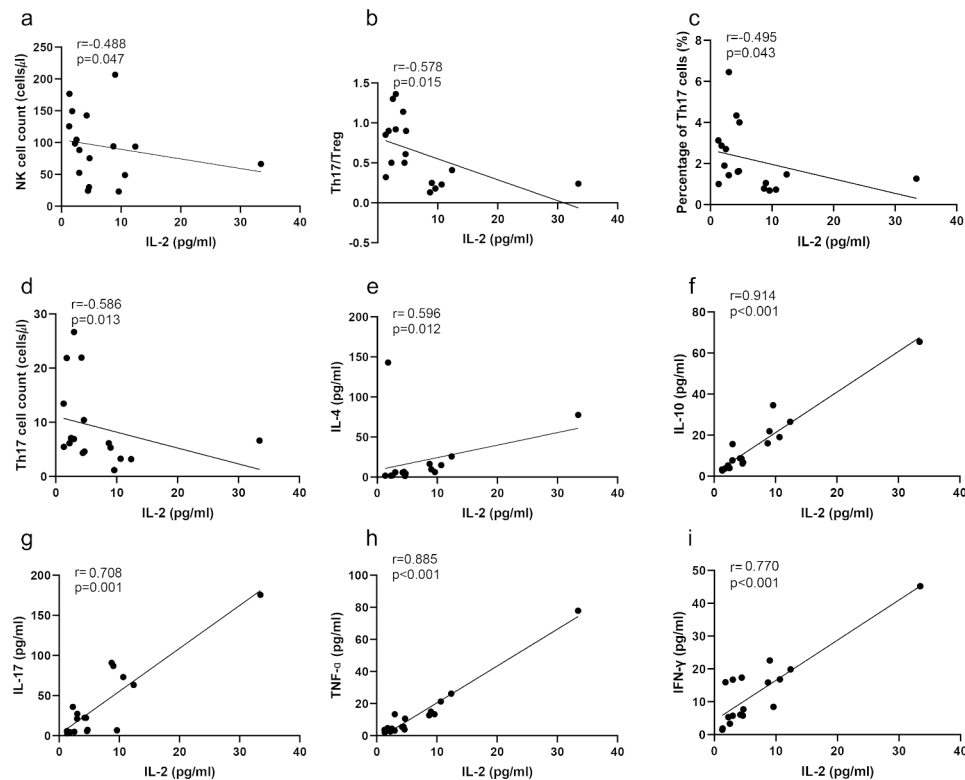 a
r=-0.488
p=0.047
NK cell count (cells/μl)
250
200
150
100
50
0
0 10 20 30 40
IL-2 (pg/ml)
b
r=-0.578
p=0.015
Th17/Treg
1.5
1.0
0.5
0.0
-0.5
10 20 30 40
IL-2 (pg/ml)
c
r=-0.495
p=0.043
Percentage of Th17 cells (%)
8
6
4
2
0
0 10 20 30 40
IL-2 (pg/ml)
d
r=-0.586
p=0.013
Th17 cell count (cells/μl)
30
20
10
0
0 10 20 30 40
IL-2 (pg/ml)
e
r= 0.596
p=0.012
IL-4 (pg/ml)
200
150
100
50
0
0 10 20 30 40
IL-2 (pg/ml)
f
r=0.914
p<0.001
IL-10 (pg/ml)
80
60
40
20
0
0 10 20 30 40
IL-2 (pg/ml)
g
r= 0.708
p=0.001
IL-17 (pg/ml)
200
150
100
50
0
0 10 20 30 40
IL-2 (pg/ml)
h
r=0.885
p<0.001
TNF-α (pg/ml)
100
80
60
40
20
0
0 10 20 30 40
IL-2 (pg/ml)
i
r= 0.770
p<0.001
IFN-γ (pg/ml)
50
40
30
20
10
0
0 10 20 30 40
IL-2 (pg/ml)